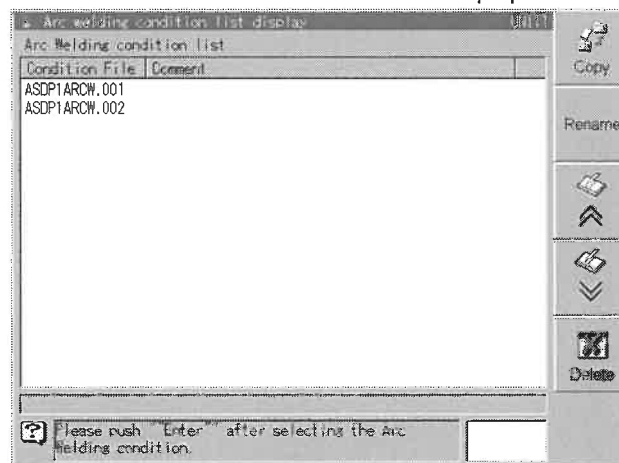 Arc welding condition list display
UNIT1
Arc Welding condition list
Condition File Comment
ASDP1ARCW.001
ASDP1ARCW.002
Copy
Rename
Delete
Please push ""Enter"" after selecting the Arc
Welding condition.